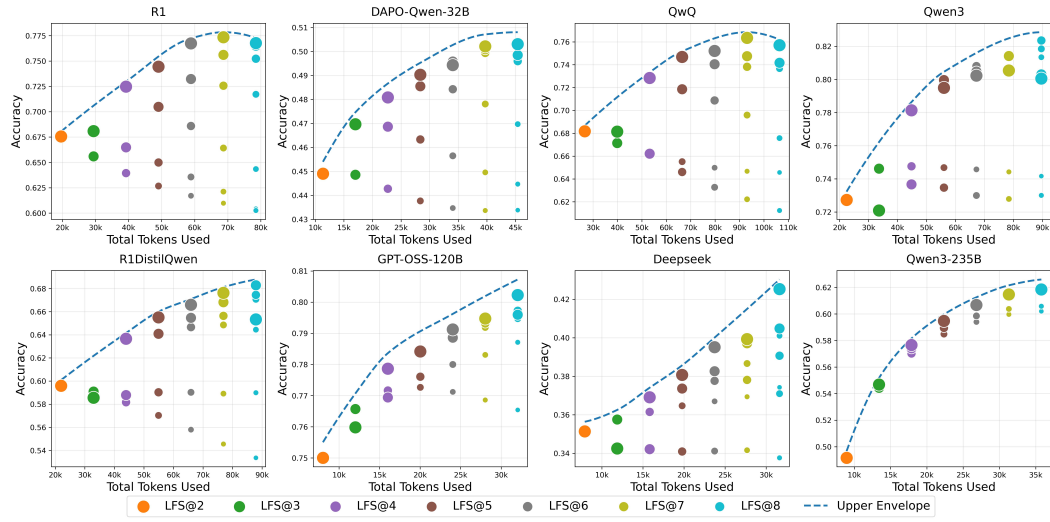 R1
DAPO-Qwen-32B
QwQ
Qwen3
Accuracy
0.775
0.750
0.725
0.700
0.675
0.650
0.625
0.600
20k 30k 40k 50k 60k 70k 80k
Total Tokens Used
Accuracy
0.51
0.50
0.49
0.48
0.47
0.46
0.45
0.44
0.43
10k 15k 20k 25k 30k 35k 40k 45k
Total Tokens Used
Accuracy
0.76
0.74
0.72
0.70
0.68
0.66
0.64
0.62
30k 40k 50k 60k 70k 80k 90k 100k 110k
Total Tokens Used
Accuracy
0.82
0.80
0.78
0.76
0.74
0.72
20k 30k 40k 50k 60k 70k 80k 90k
Total Tokens Used
R1DistilQwen
GPT-OSS-120B
Deepseek
Qwen3-235B
Accuracy
0.68
0.66
0.64
0.62
0.60
0.58
0.56
0.54
20k 30k 40k 50k 60k 70k 80k 90k
Total Tokens Used
Accuracy
0.81
0.80
0.79
0.78
0.77
0.76
0.75
10k 15k 20k 25k 30k
Total Tokens Used
Accuracy
0.42
0.40
0.38
0.36
0.34
10k 15k 20k 25k 30k
Total Tokens Used
Accuracy
0.62
0.60
0.58
0.56
0.54
0.52
0.50
10k 15k 20k 25k 30k 35k
Total Tokens Used
LFS@2 LFS@3 LFS@4 LFS@5 LFS@6 LFS@7 LFS@8 Upper Envelope